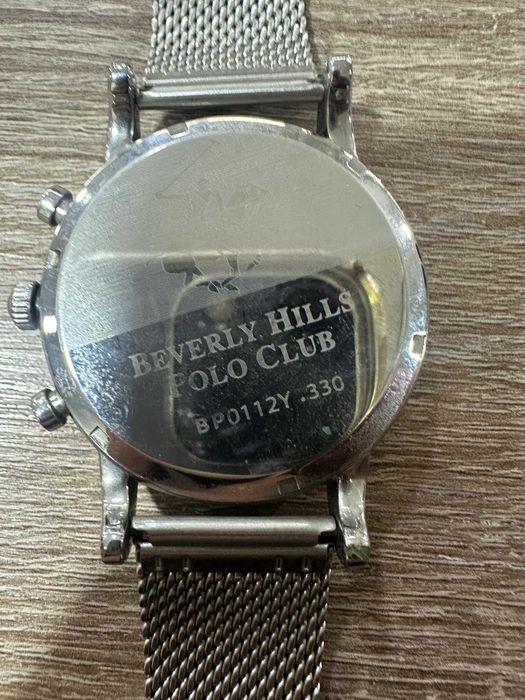 BEVERLY HILLS
POLO CLUB
BP0112Y .330